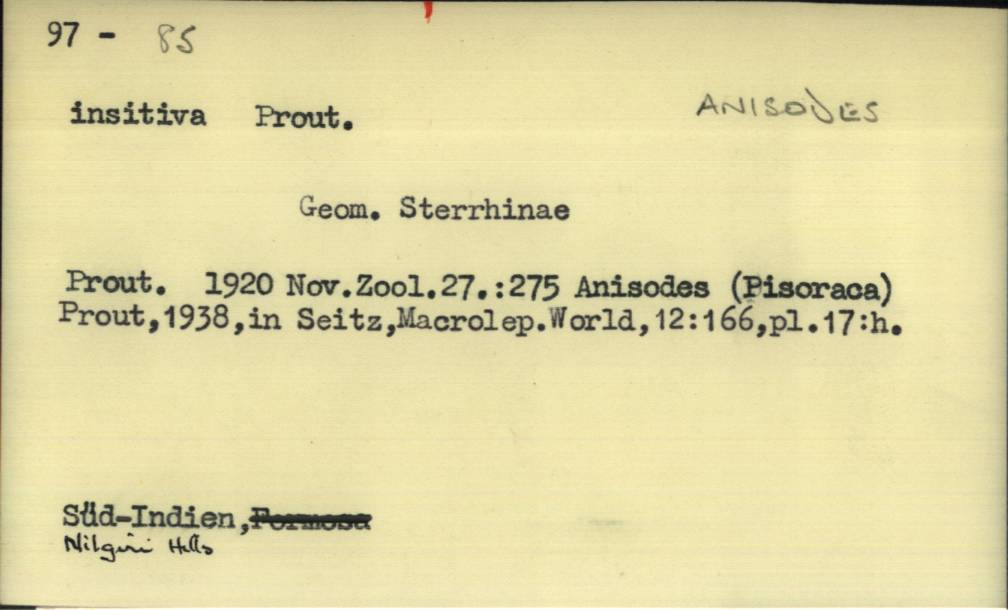 97 - 85
insitiva Prout. ANISODES
Geom. Sterrhinae
Prout. 1920 Nov.Zool.27.:275 Anisodes (Pisoraca)
Prout,1938,in Seitz,Macrolep.World,12:166,pl.17:h.
Süd-Indien,Formosa
Nilgiri Hills